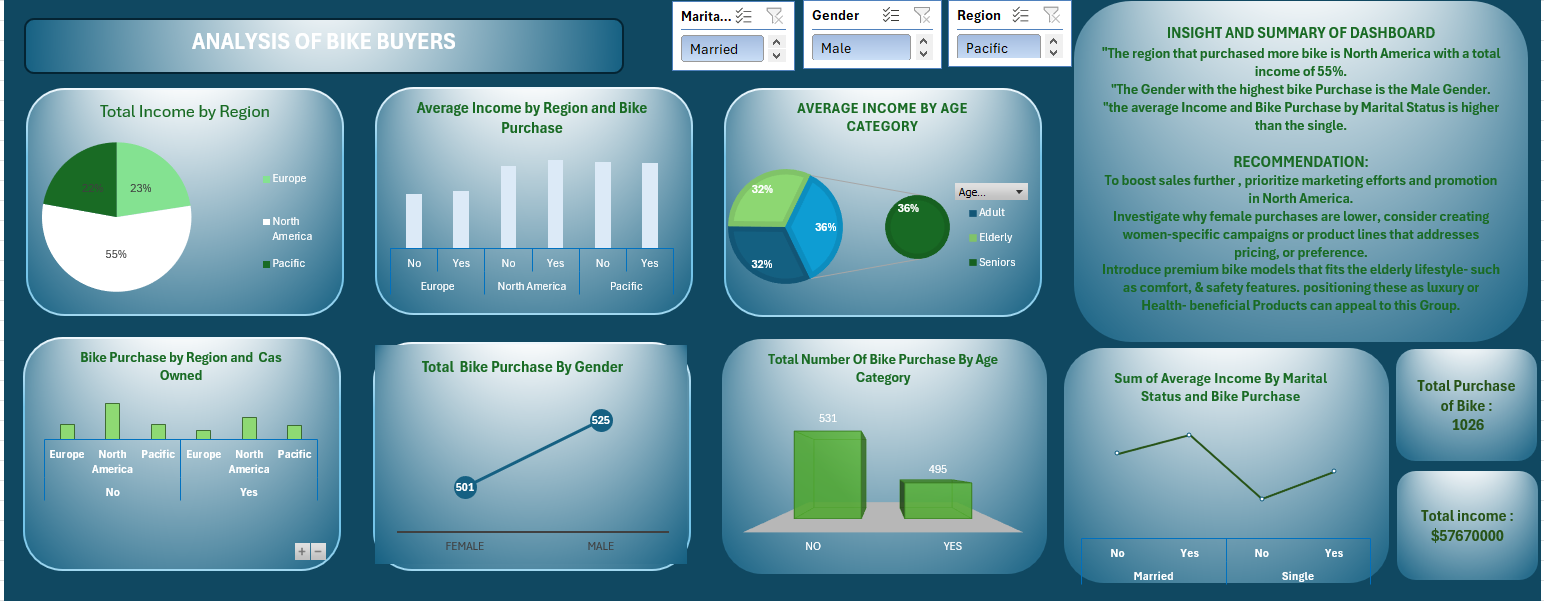 ANALYSIS OF BIKE BUYERS
Marita...
Married
Gender
Male
Region
Pacific
INSIGHT AND SUMMARY OF DASHBOARD
"The region that purchased more bike is North America with a total
income of 55%.
"The Gender with the highest bike Purchase is the Male Gender.
"the average Income and Bike Purchase by Marital Status is higher
than the single.
RECOMMENDATION:
To boost sales further , prioritize marketing efforts and promotion
in North America.
Investigate why female purchases are lower, consider creating
women-specific campaigns or product lines that addresses
pricing, or preference.
Introduce premium bike models that fits the elderly lifestyle- such
as comfort, & safety features. positioning these as luxury or
Health- beneficial Products can appeal to this Group.
Total Income by Region
22%
23%
55%
Europe
North
America
Pacific
Average Income by Region and Bike
Purchase
No
Yes
No
Yes
No
Yes
Europe
North America
Pacific
AVERAGE INCOME BY AGE
CATEGORY
32%
36%
32%
36%
Age...
Adult
Elderly
Seniors
Bike Purchase by Region and Cas
Owned
Europe
North
America
Pacific
Europe
North
America
Pacific
No
Yes
+ −
Total Bike Purchase By Gender
501
525
FEMALE
MALE
Total Number Of Bike Purchase By Age
Category
531
495
NO
YES
Sum of Average Income By Marital
Status and Bike Purchase
No
Yes
No
Yes
Married
Single
Total Purchase
of Bike :
1026
Total income :
$57670000